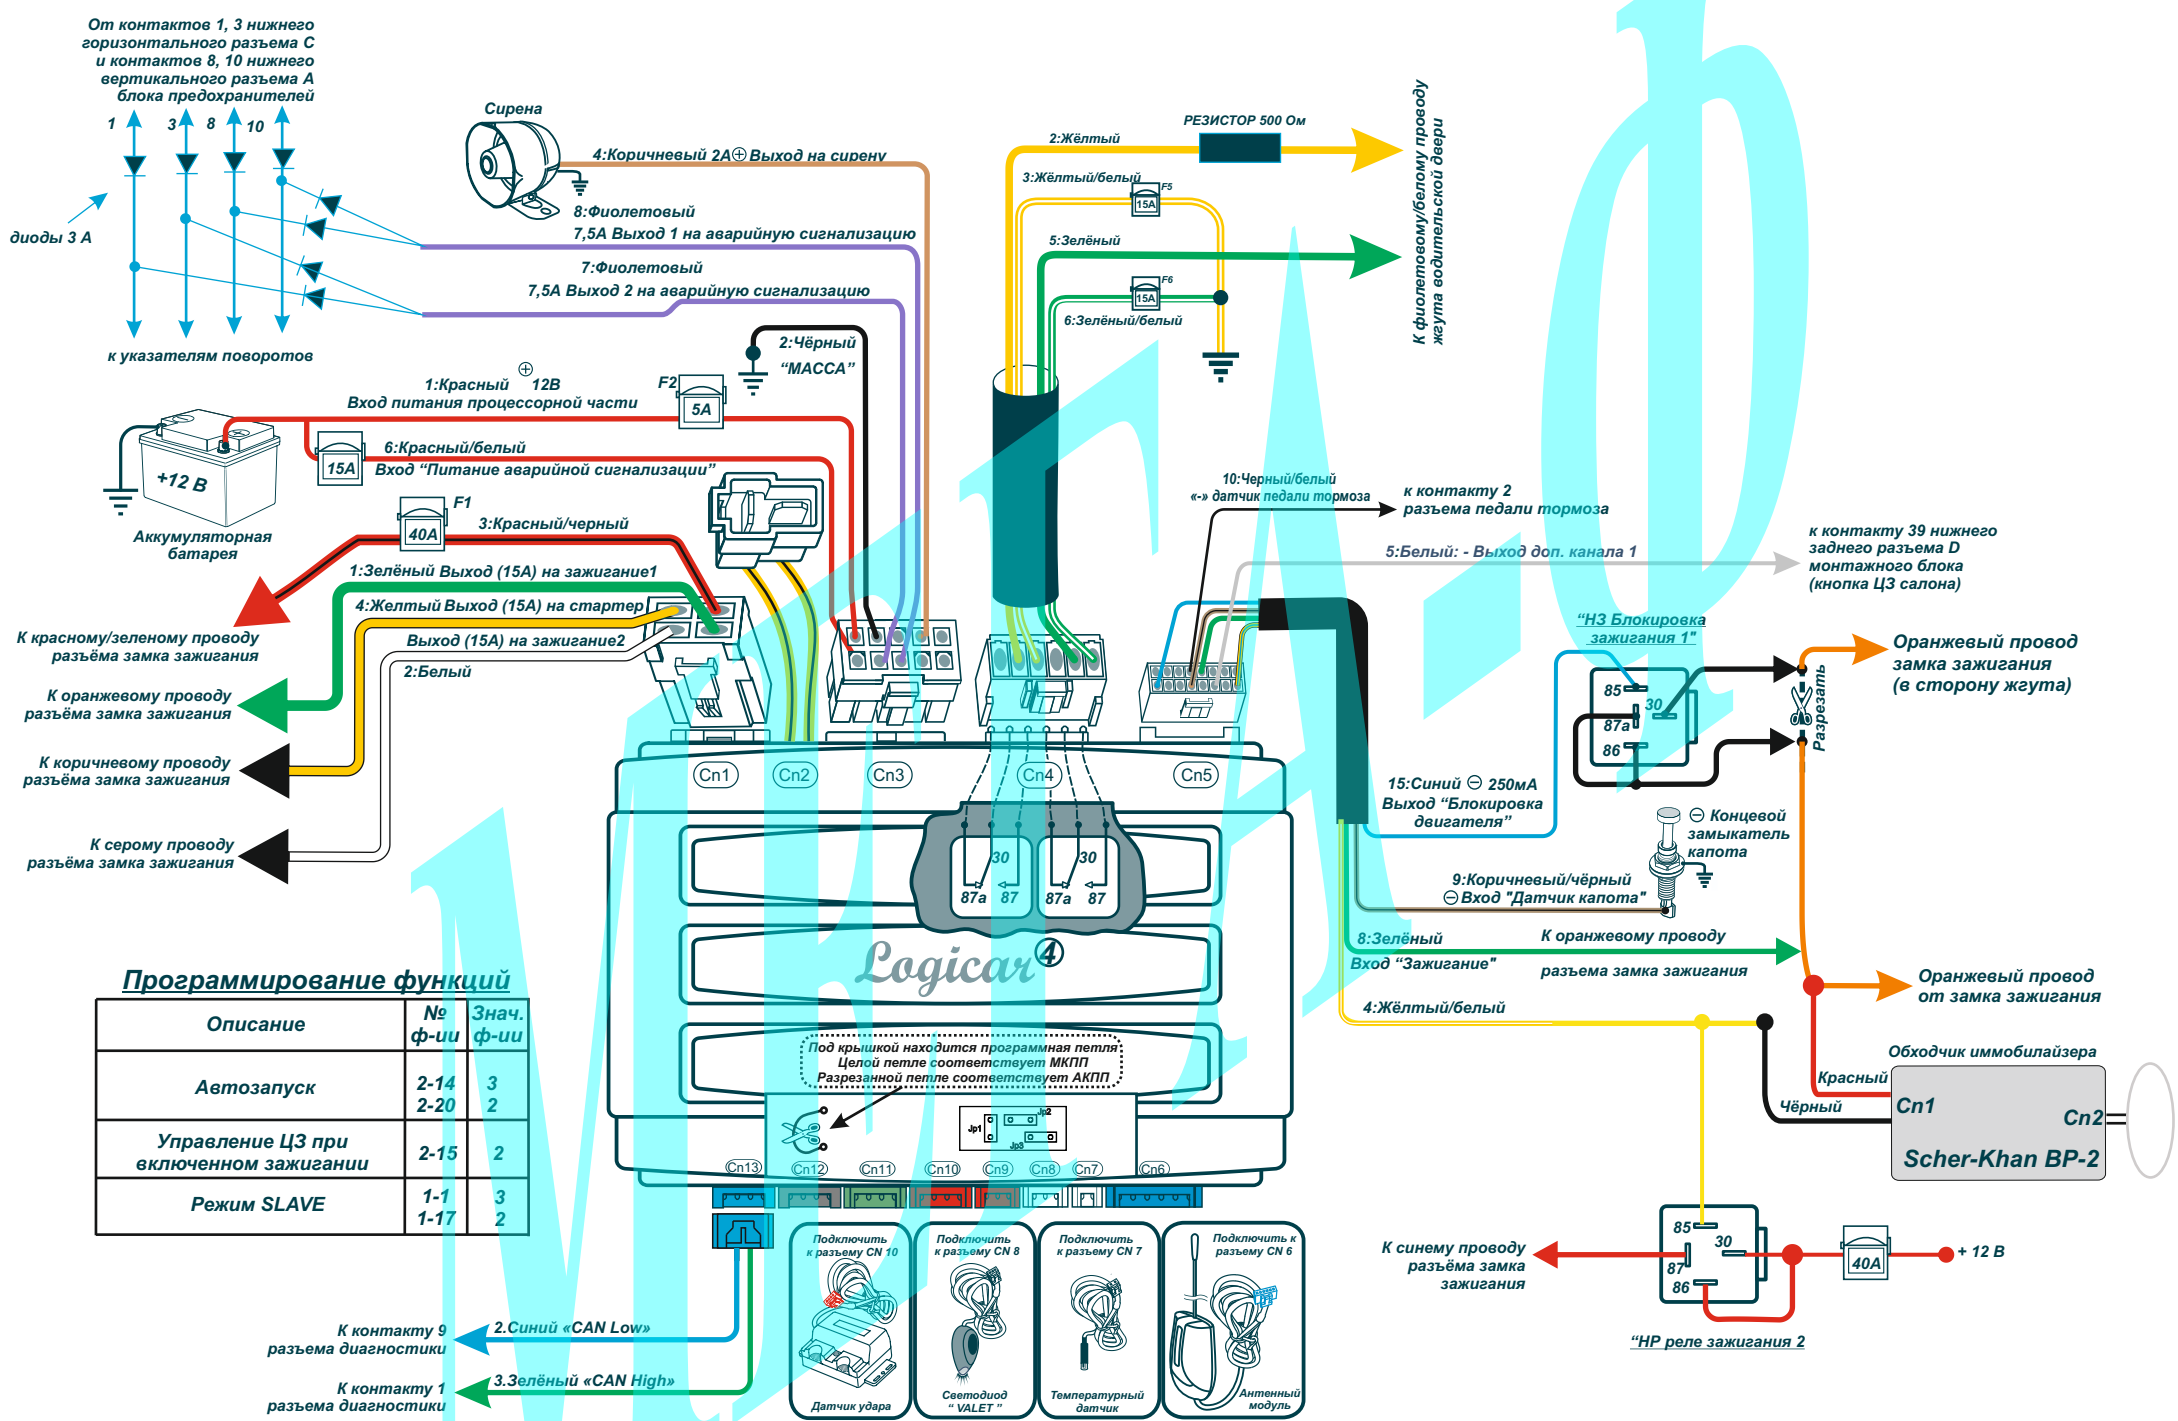 От контактов 1, 3 нижнего
горизонтального разъема С
и контактов 8, 10 нижнего
вертикального разъема А
блока предохранителей
1
3
8
10
диоды 3 А
к указателям поворотов
Сирена
4:Коричневый 2А⊕ Выход на сирену
8:Фиолетовый
7,5А Выход 1 на аварийную сигнализацию
7:Фиолетовый
7,5А Выход 2 на аварийную сигнализацию
2:Чёрный
“МАССА”
1:Красный ⊕ 12В
Вход питания процессорной части
F2
5А
6:Красный/белый
Вход “Питание аварийной сигнализации”
15А
+12 В
Аккумуляторная
батарея
F1
40А
3:Красный/черный
1:Зелёный Выход (15А) на зажигание1
4:Желтый Выход (15А) на стартер
Выход (15А) на зажигание2
2:Белый
К красному/зеленому проводу
разъёма замка зажигания
К оранжевому проводу
разъёма замка зажигания
К коричневому проводу
разъёма замка зажигания
К серому проводу
разъёма замка зажигания
2:Жёлтый
РЕЗИСТОР 500 Ом
3:Жёлтый/белый
F5
15А
5:Зелёный
F6
15А
6:Зелёный/белый
К фиолетовому/белому проводу
жгута водительской двери
10:Черный/белый
«-» датчик педали тормоза
к контакту 2
разъема педали тормоза
5:Белый: - Выход доп. канала 1
к контакту 39 нижнего
заднего разъема D
монтажного блока
(кнопка ЦЗ салона)
“НЗ Блокировка
зажигания 1"
85
30
87а
86
Разрезать
Оранжевый провод
замка зажигания
(в сторону жгута)
15:Синий ⊖ 250мА
Выход “Блокировка
двигателя”
⊖ Концевой
замыкатель
капота
9:Коричневый/чёрный
⊖ Вход "Датчик капота"
8:Зелёный
Вход “Зажигание"
К оранжевому проводу
разъема замка зажигания
Оранжевый провод
от замка зажигания
4:Жёлтый/белый
Обходчик иммобилайзера
Красный
Чёрный
Cn1
Cn2
Scher-Khan BP-2
85
30
87
86
40А
+ 12 В
К синему проводу
разъёма замка
зажигания
“НР реле зажигания 2
Cn1
Cn2
Cn3
Cn4
Cn5
30
87а
87
30
87а
87
Logicar 4
Под крышкой находится программная петля
Целой петле соответствует МКПП
Разрезанной петле соответствует АКПП
Jp1
Jp2
Jp3
Cn13
Cn12
Cn11
Cn10
Cn9
Cn8
Cn7
Cn6
Программирование функций
Описание
№
ф-ии
Знач.
ф-ии
Автозапуск
2-14
3
2-20
2
Управление ЦЗ при
включенном зажигании
2-15
2
Режим SLAVE
1-1
3
1-17
2
К контакту 9
разъема диагностики
2.Синий «CAN Low»
К контакту 1
разъема диагностики
3.Зелёный «CAN High»
Подключить
к разъему CN 10
Датчик удара
Подключить
к разъему CN 8
Светодиод
“ VALET ”
Подключить
к разъему CN 7
Температурный
датчик
Подключить к
разъему CN 6
Антенный
модуль